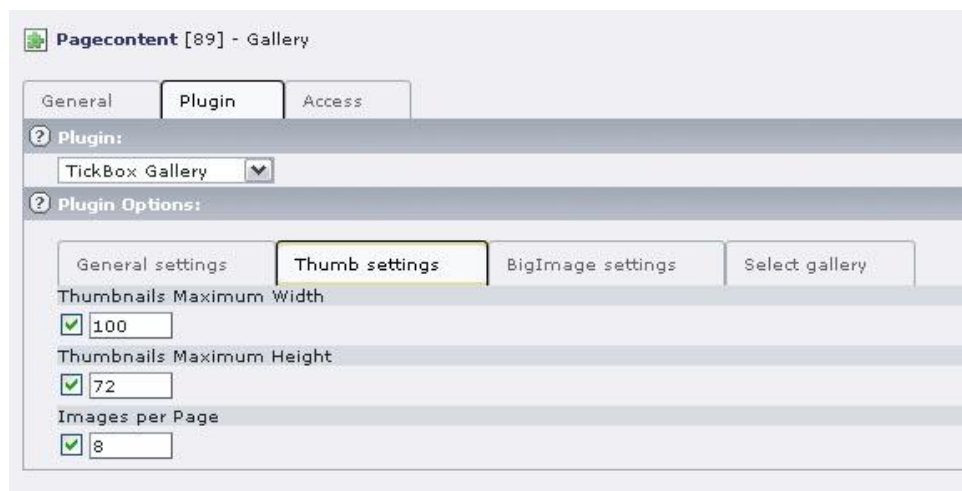 Pagecontent [89] - Gallery
General Plugin Access
Plugin:
TickBox Gallery
Plugin Options:
General settings Thumb settings BigImage settings Select gallery
Thumbnails Maximum Width
100
Thumbnails Maximum Height
72
Images per Page
8